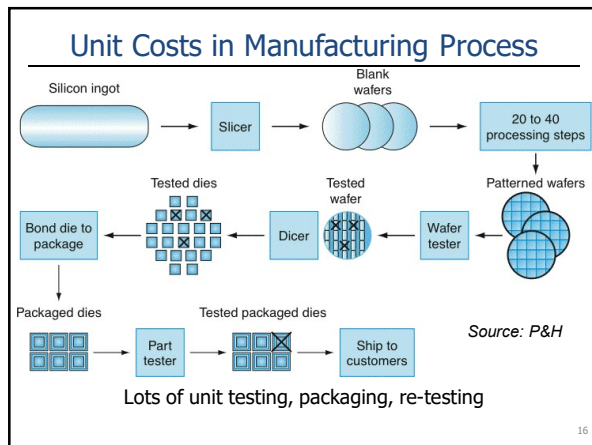 Unit Costs in Manufacturing Process
Silicon ingot
Slicer
Blank
wafers
20 to 40
processing steps
Patterned wafers
Wafer
tester
Tested
wafer
Dicer
Tested dies
Bond die to
package
Packaged dies
Part
tester
Tested packaged dies
Ship to
customers
Source: P&H
Lots of unit testing, packaging, re-testing
16